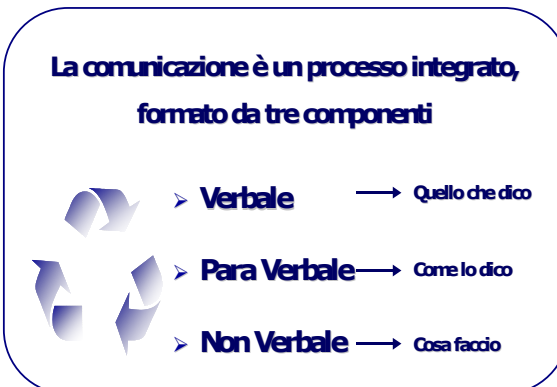 La comunicazione è un processo integrato,
formato da tre componenti
Verbale Quello che dico
Para Verbale Come lo dico
Non Verbale Cosa faccio